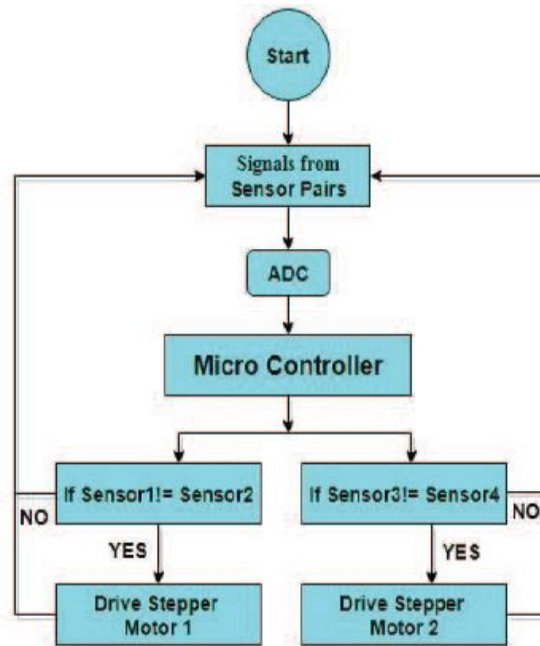 Start
Signals from
Sensor Pairs
ADC
Micro Controller
If Sensor1!= Sensor2
If Sensor3!= Sensor4
NO
NO
YES
YES
Drive Stepper
Motor 1
Drive Stepper
Motor 2